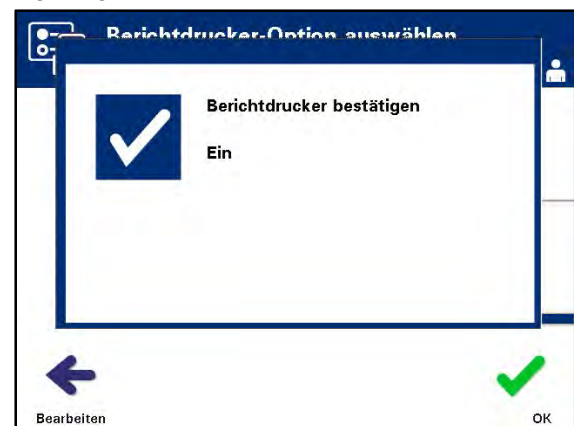 Berichtdrucker-Option auswählen
Berichtdrucker bestätigen
Ein
Bearbeiten
OK